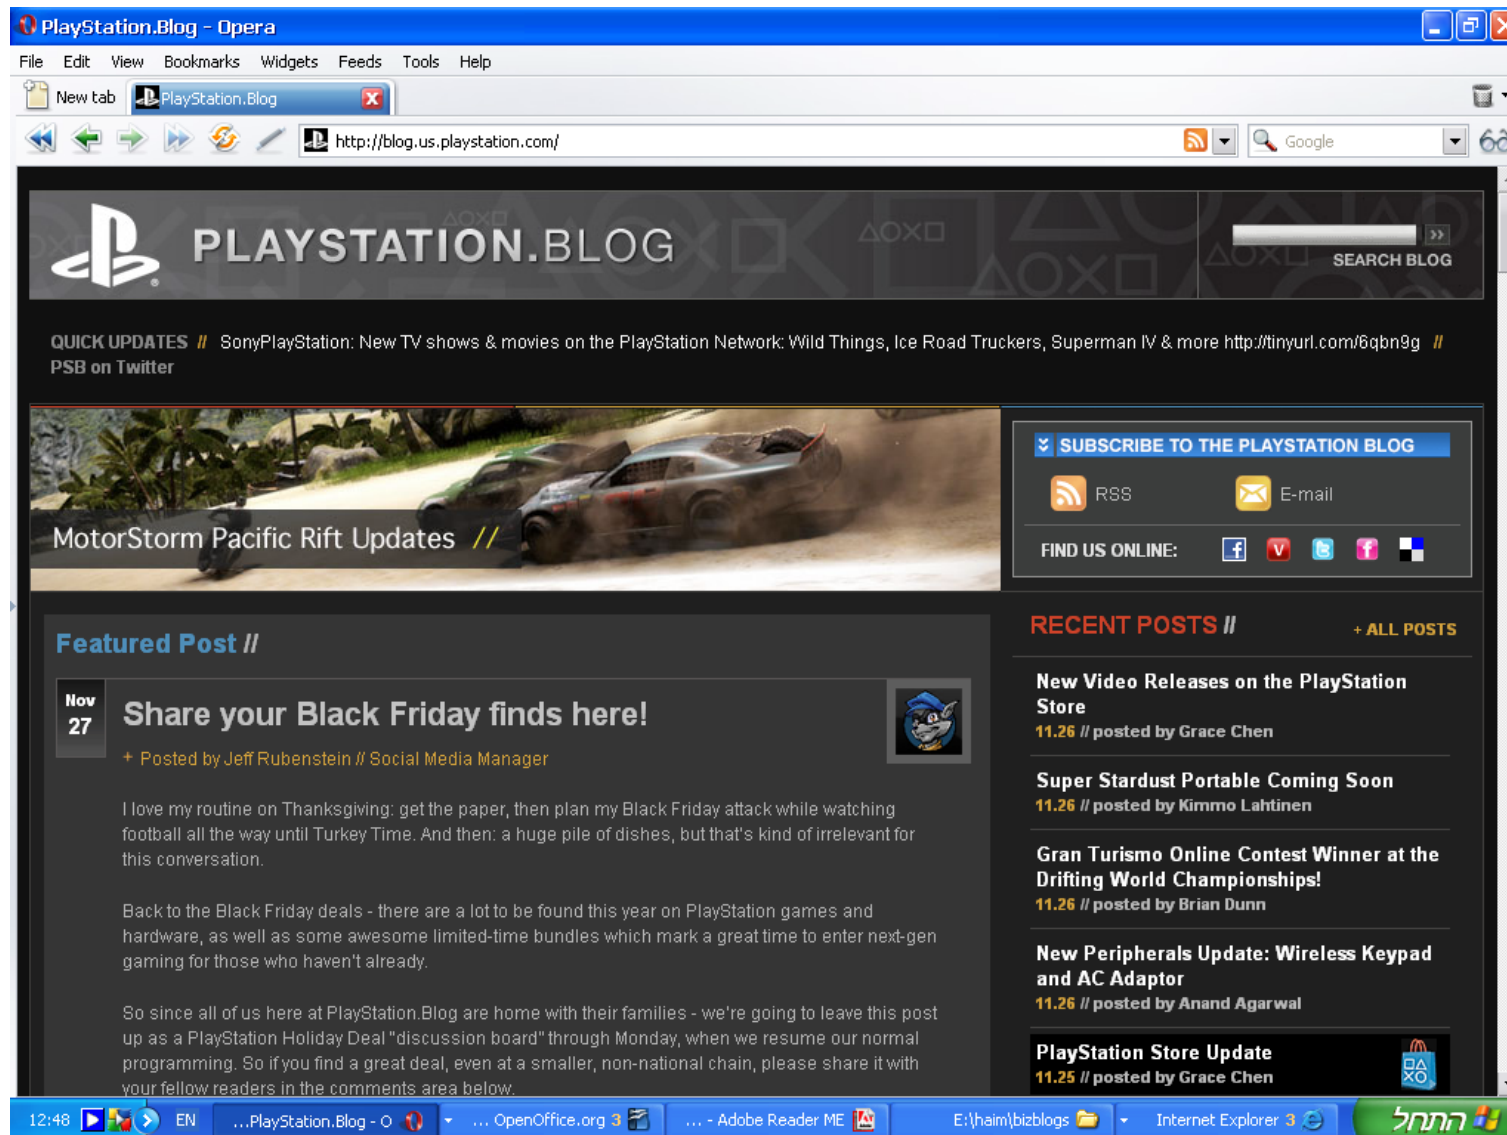 PlayStation.Blog - Opera
File Edit View Bookmarks Widgets Feeds Tools Help
New tab PlayStation.Blog
http://blog.us.playstation.com/ Google
PLAYSTATION.BLOG
SEARCH BLOG
QUICK UPDATES // SonyPlayStation: New TV shows & movies on the PlayStation Network: Wild Things, Ice Road Truckers, Superman IV & more http://tinyurl.com/6qbn9g //
PSB on Twitter
MotorStorm Pacific Rift Updates //
SUBSCRIBE TO THE PLAYSTATION BLOG
RSS E-mail
FIND US ONLINE:
Featured Post //
Nov
27
Share your Black Friday finds here!
+ Posted by Jeff Rubenstein // Social Media Manager
I love my routine on Thanksgiving: get the paper, then plan my Black Friday attack while watching
football all the way until Turkey Time. And then: a huge pile of dishes, but that's kind of irrelevant for
this conversation.
Back to the Black Friday deals - there are a lot to be found this year on PlayStation games and
hardware, as well as some awesome limited-time bundles which mark a great time to enter next-gen
gaming for those who haven't already.
So since all of us here at PlayStation.Blog are home with their families - we're going to leave this post
up as a PlayStation Holiday Deal "discussion board" through Monday, when we resume our normal
programming. So if you find a great deal, even at a smaller, non-national chain, please share it with
your fellow readers in the comments area below.
RECENT POSTS // + ALL POSTS
New Video Releases on the PlayStation
Store
11.26 // posted by Grace Chen
Super Stardust Portable Coming Soon
11.26 // posted by Kimmo Lahtinen
Gran Turismo Online Contest Winner at the
Drifting World Championships!
11.26 // posted by Brian Dunn
New Peripherals Update: Wireless Keypad
and AC Adaptor
11.26 // posted by Anand Agarwal
PlayStation Store Update
11.25 // posted by Grace Chen
12:48 EN ...PlayStation.Blog - O ... OpenOffice.org 3 ... - Adobe Reader ME E:\haim\bizblogs Internet Explorer 3 התחל